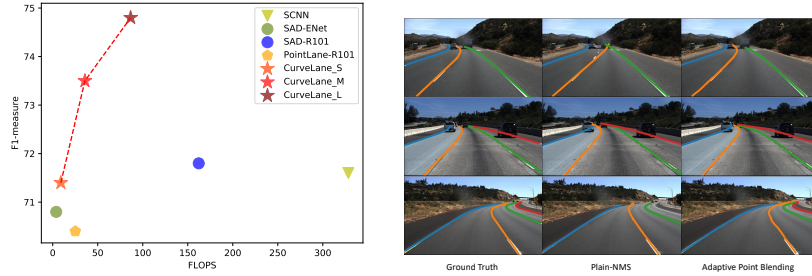 75
74
73
72
71
F1-measure
0
50
100
150
200
250
300
FLOPS
SCNN
SAD-ENet
SAD-R101
PointLane-R101
CurveLane_S
CurveLane_M
CurveLane_L
Ground Truth
Plain-NMS
Adaptive Point Blending